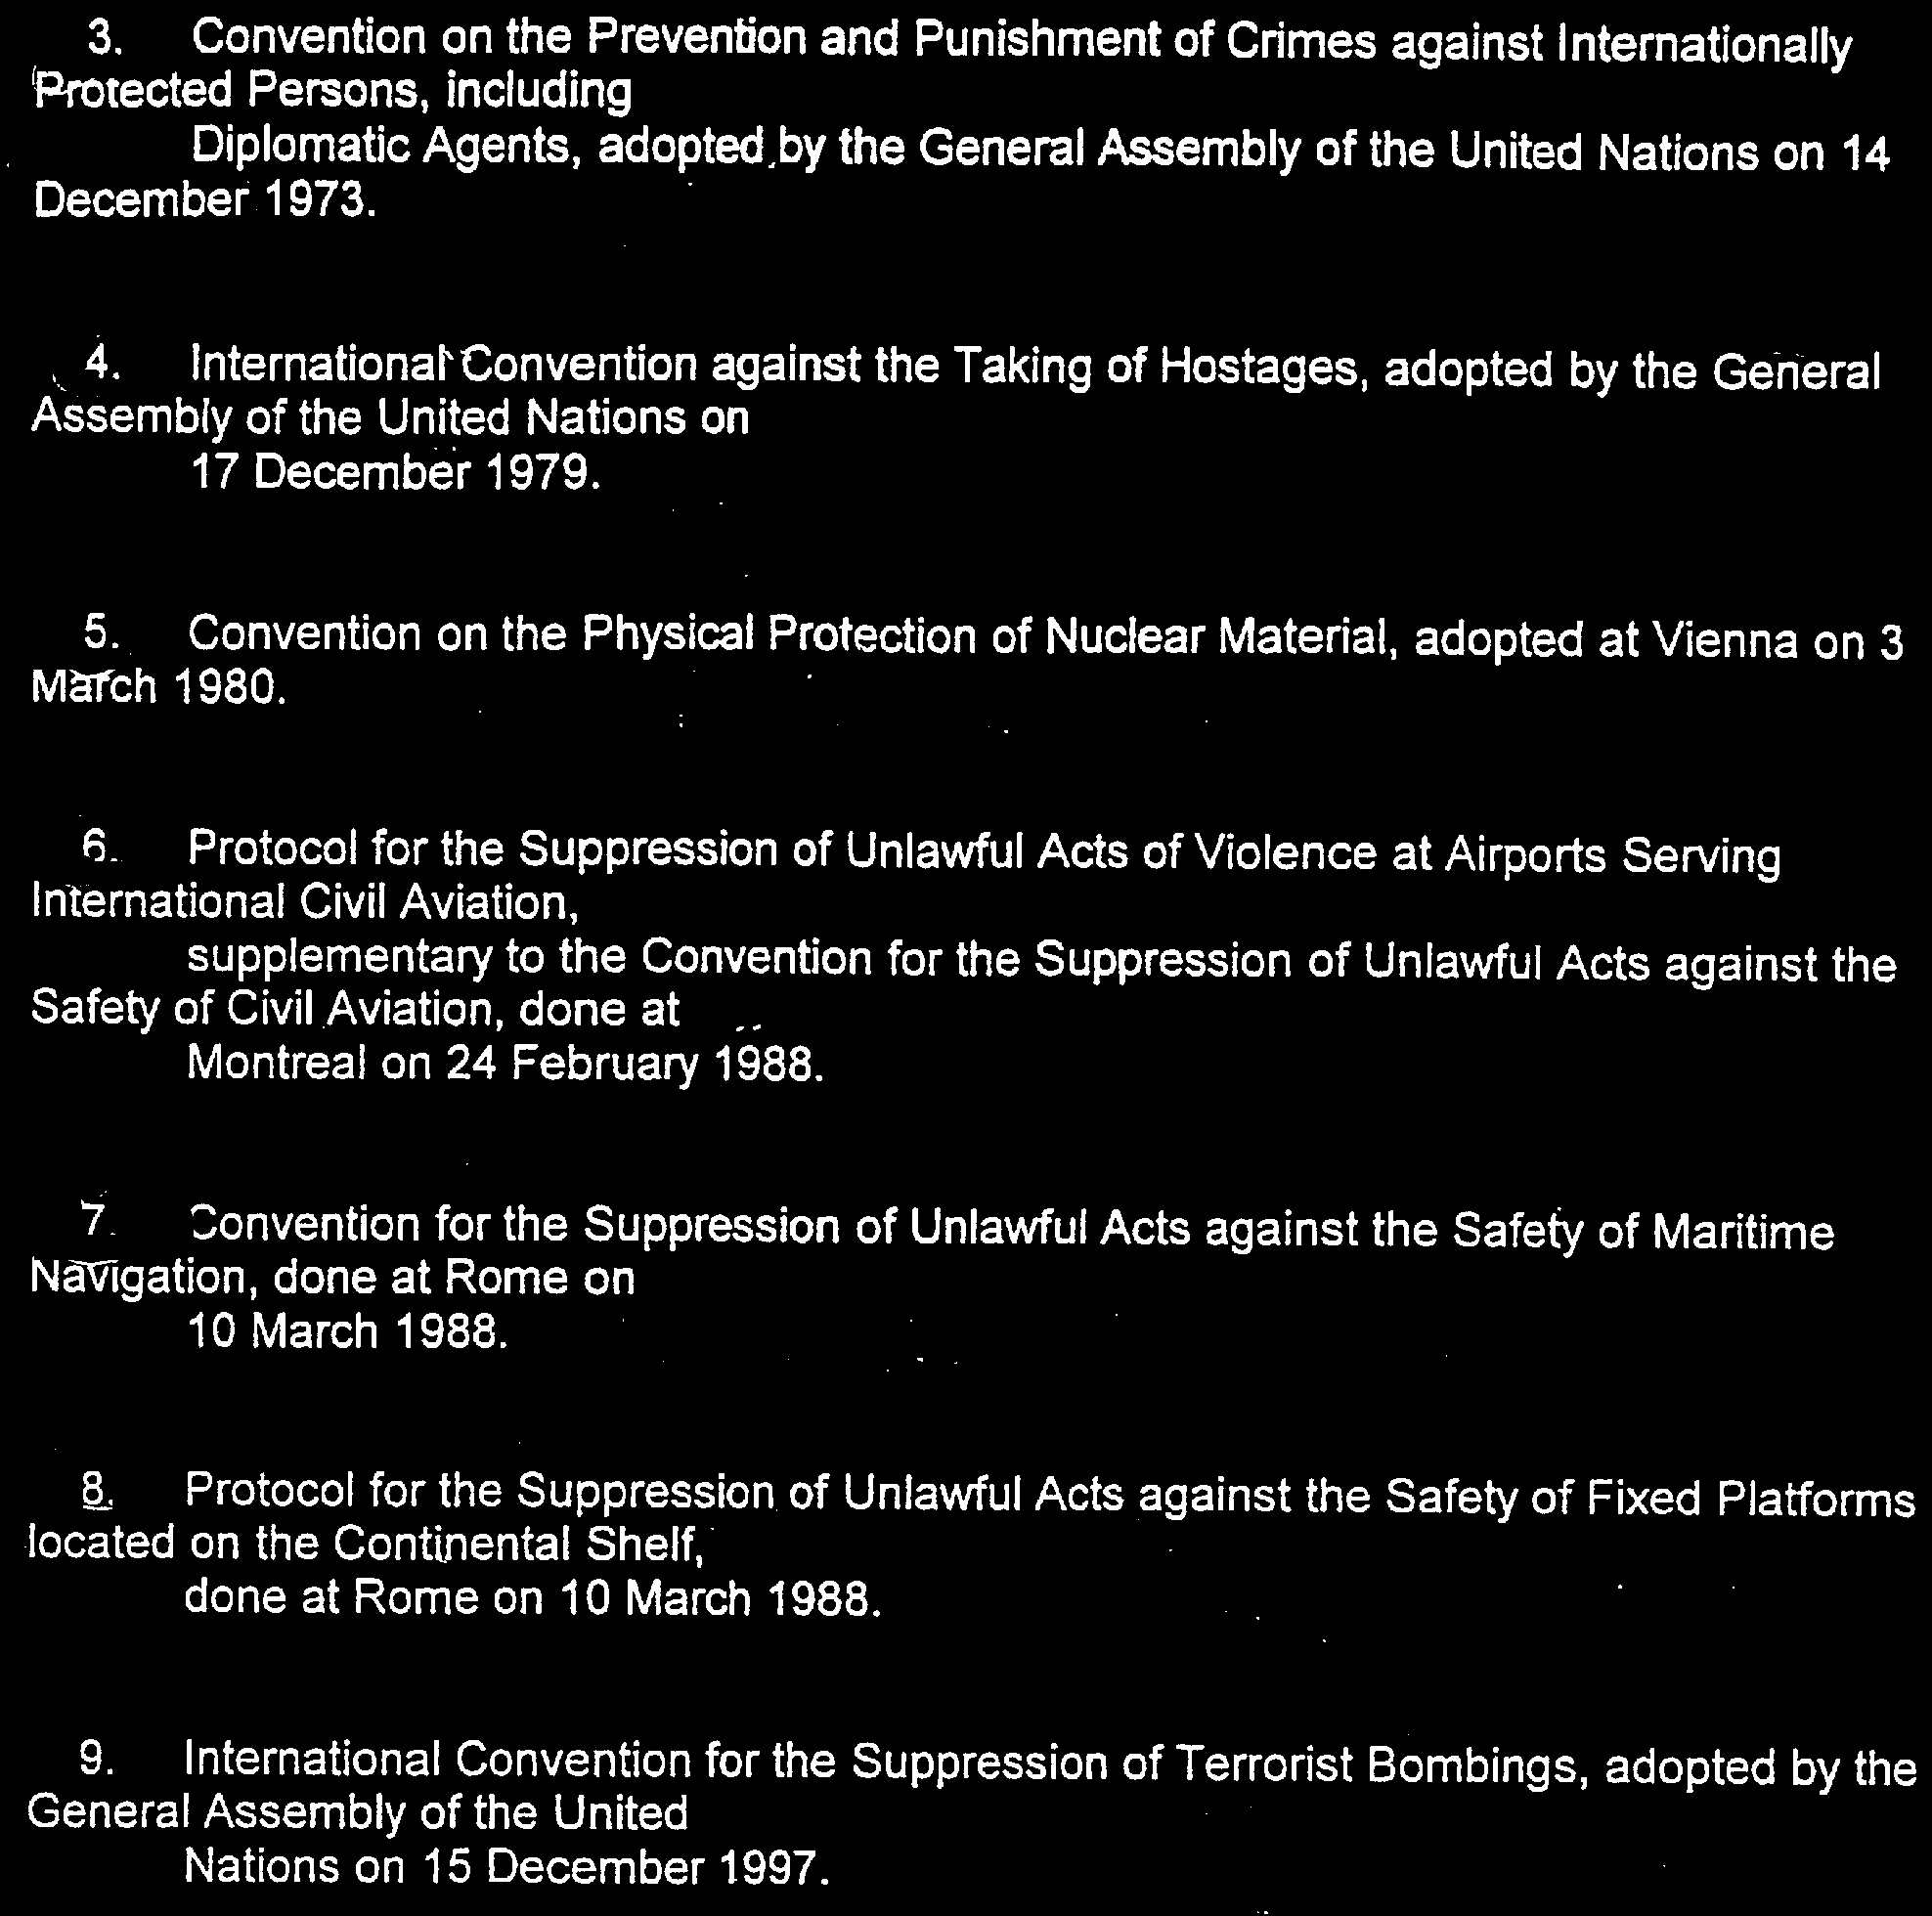 3. Convention on the Prevention and Punishment of Crimes against Internationally
Protected Persons, including
Diplomatic Agents, adopted by the General Assembly of the United Nations on 14
December 1973.
4. International Convention against the Taking of Hostages, adopted by the General
Assembly of the United Nations on
17 December 1979.
5. Convention on the Physical Protection of Nuclear Material, adopted at Vienna on 3
March 1980.
6. Protocol for the Suppression of Unlawful Acts of Violence at Airports Serving
International Civil Aviation,
supplementary to the Convention for the Suppression of Unlawful Acts against the
Safety of Civil Aviation, done at
Montreal on 24 February 1988.
7. Convention for the Suppression of Unlawful Acts against the Safety of Maritime
Navigation, done at Rome on
10 March 1988.
8. Protocol for the Suppression of Unlawful Acts against the Safety of Fixed Platforms
located on the Continental Shelf,
done at Rome on 10 March 1988.
9. International Convention for the Suppression of Terrorist Bombings, adopted by the
General Assembly of the United
Nations on 15 December 1997.